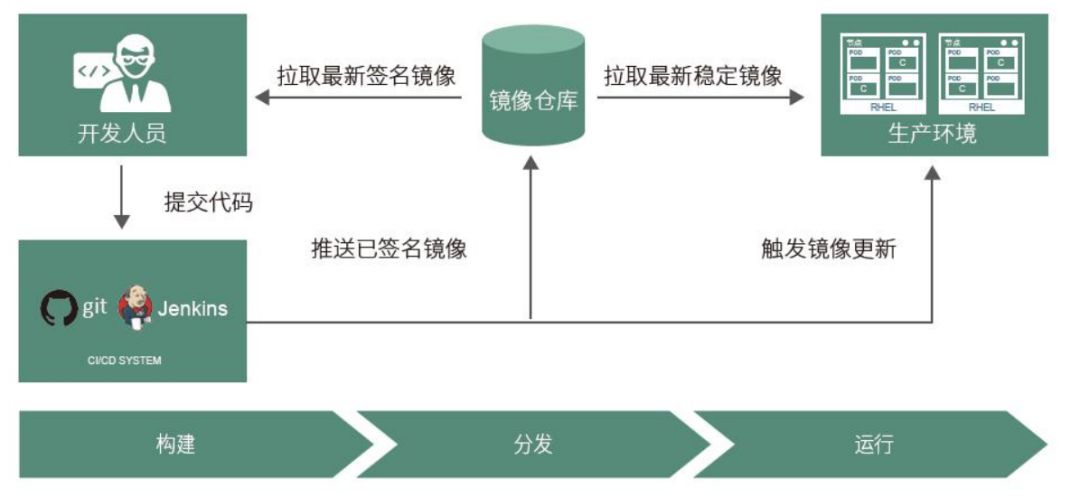 拉取最新签名镜像
拉取最新稳定镜像
节点
POD
POD
C
POD
C
POD
RHEL
节点
POD
POD
C
POD
POD
C
RHEL
</>
镜像仓库
开发人员
生产环境
提交代码
推送已签名镜像
触发镜像更新
git
Jenkins
CI/CD SYSTEM
构建
分发
运行